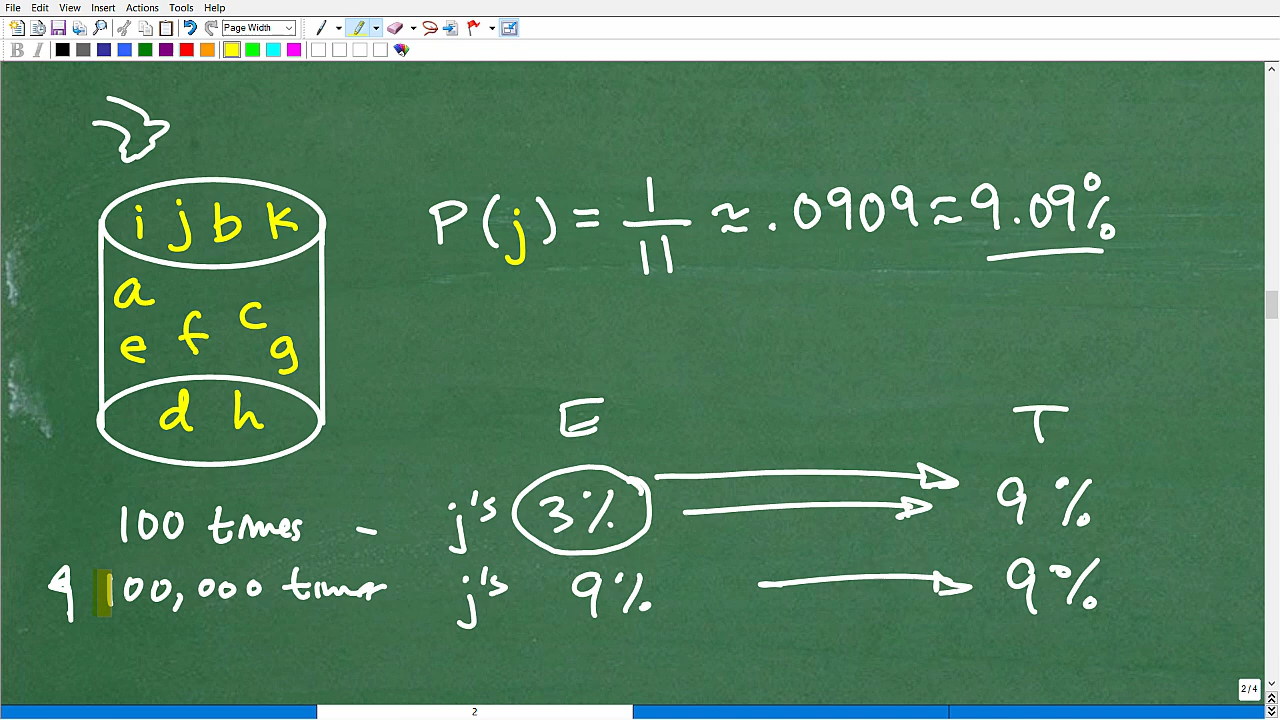 File Edit View Insert Actions Tools Help
Page Width
B I
i j b k
a
c
e f g
d h
P(j) = 1/11 ≈ .0909 ≈ 9.09%
E T
100 times - j's 3% 9%
100,000 times j's 9% 9%
2/4
2